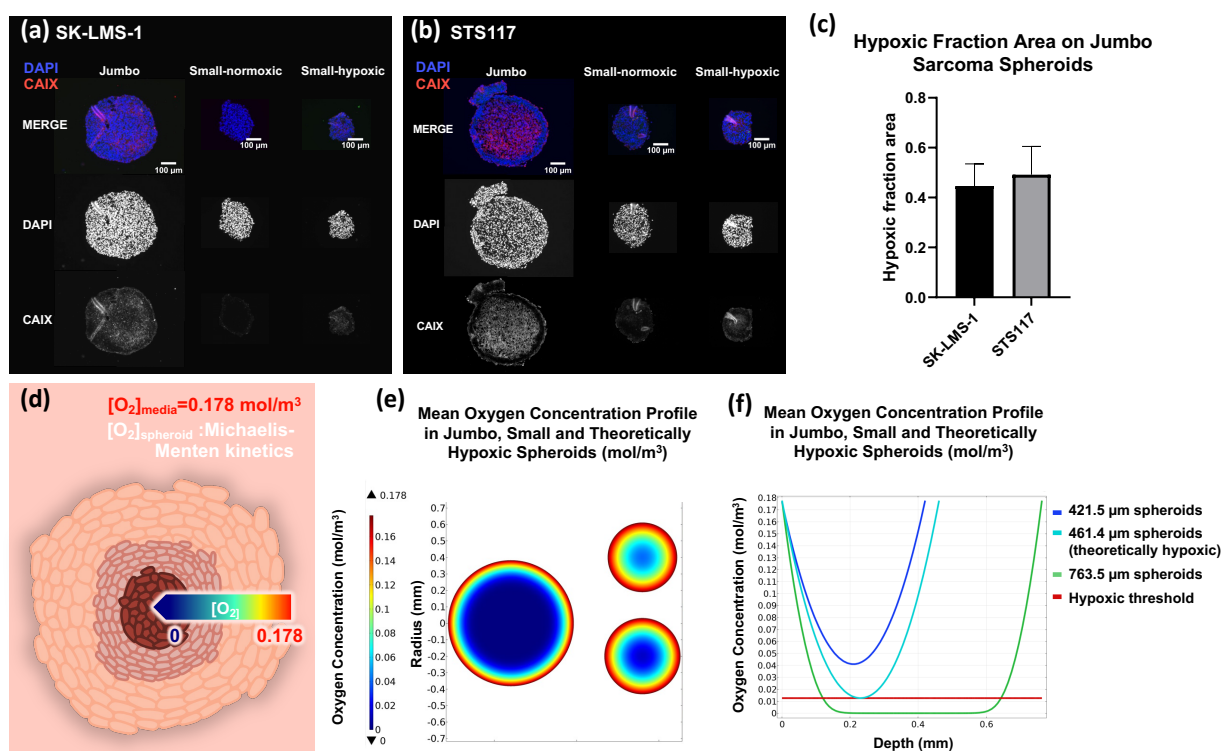 (a) SK-LMS-1
DAPI
CAIX
Jumbo
Small-normoxic
Small-hypoxic
MERGE
100 µm
100 µm
100 µm
DAPI
CAIX
(b) STS117
DAPI
CAIX
Jumbo
Small-normoxic
Small-hypoxic
MERGE
100 µm
100 µm
100 µm
DAPI
CAIX
(c)
Hypoxic Fraction Area on Jumbo
Sarcoma Spheroids
Hypoxic fraction area
0.8
0.6
0.4
0.2
0.0
SK-LMS-1
STS117
(d)
[O₂]media=0.178 mol/m³
[O₂]spheroid :Michaelis-
Menten kinetics
[O₂]
0
0.178
(e)
Mean Oxygen Concentration Profile
in Jumbo, Small and Theoretically
Hypoxic Spheroids (mol/m³)
Oxygen Concentration (mol/m³)
▲ 0.178
0.16
0.14
0.12
0.1
0.08
0.06
0.04
0.02
0
▼ 0
Radius (mm)
0.7
0.6
0.5
0.4
0.3
0.2
0.1
0
-0.1
-0.2
-0.3
-0.4
-0.5
-0.6
-0.7
(f)
Mean Oxygen Concentration Profile
in Jumbo, Small and Theoretically
Hypoxic Spheroids (mol/m³)
Oxygen Concentration (mol/m³)
0.18
0.17
0.16
0.15
0.14
0.13
0.12
0.11
0.1
0.09
0.08
0.07
0.06
0.05
0.04
0.03
0.02
0.01
0
0
0.2
0.4
0.6
Depth (mm)
421.5 µm spheroids
461.4 µm spheroids
(theoretically hypoxic)
763.5 µm spheroids
Hypoxic threshold